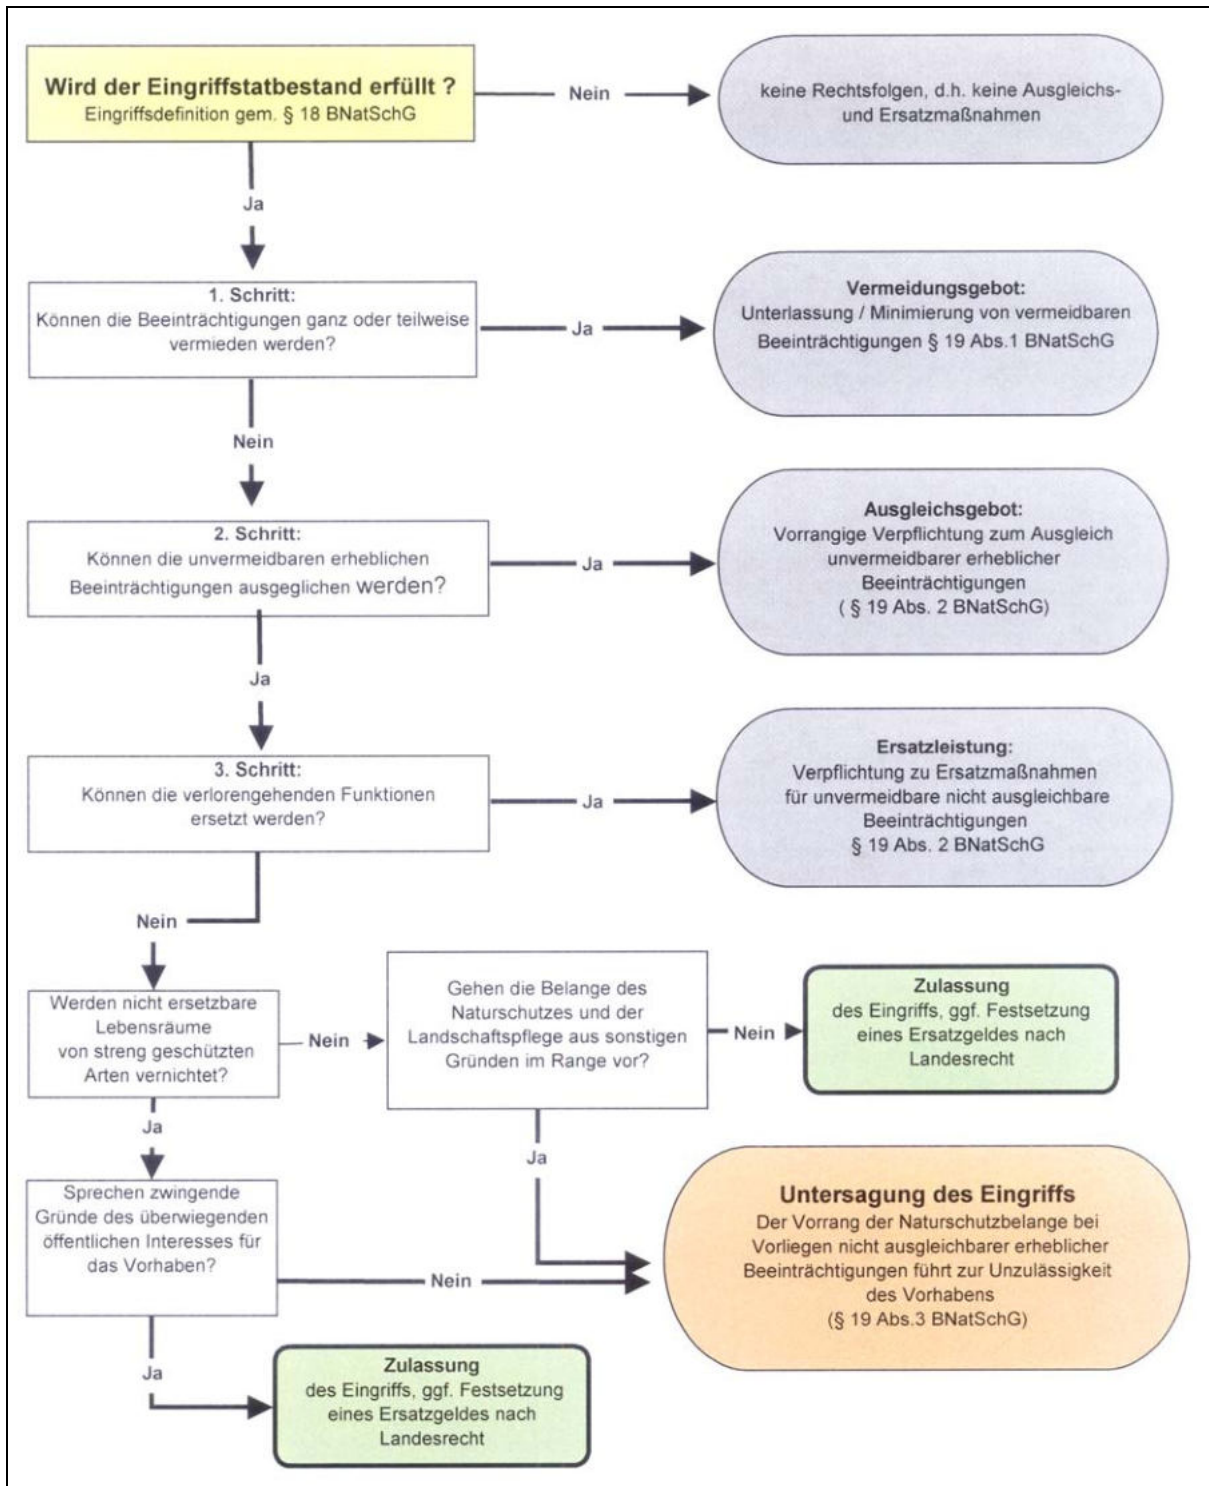 Wird der Eingriffstatbestand erfüllt ?
Eingriffsdefinition gem. § 18 BNatSchG
Nein
keine Rechtsfolgen, d.h. keine Ausgleichs-
und Ersatzmaßnahmen
Ja
1. Schritt:
Können die Beeinträchtigungen ganz oder teilweise
vermieden werden?
Ja
Vermeidungsgebot:
Unterlassung / Minimierung von vermeidbaren
Beeinträchtigungen § 19 Abs.1 BNatSchG
Nein
2. Schritt:
Können die unvermeidbaren erheblichen
Beeinträchtigungen ausgeglichen werden?
Ja
Ausgleichsgebot:
Vorrangige Verpflichtung zum Ausgleich
unvermeidbarer erheblicher
Beeinträchtigungen
( § 19 Abs. 2 BNatSchG)
Ja
3. Schritt:
Können die verlorengehenden Funktionen
ersetzt werden?
Ja
Ersatzleistung:
Verpflichtung zu Ersatzmaßnahmen
für unvermeidbare nicht ausgleichbare
Beeinträchtigungen
§ 19 Abs. 2 BNatSchG
Nein
Werden nicht ersetzbare
Lebensräume
von streng geschützten
Arten vernichtet?
Nein
Gehen die Belange des
Naturschutzes und der
Landschaftspflege aus sonstigen
Gründen im Range vor?
Nein
Zulassung
des Eingriffs, ggf. Festsetzung
eines Ersatzgeldes nach
Landesrecht
Ja
Ja
Sprechen zwingende
Gründe des überwiegenden
öffentlichen Interesses für
das Vorhaben?
Nein
Untersagung des Eingriffs
Der Vorrang der Naturschutzbelange bei
Vorliegen nicht ausgleichbarer erheblicher
Beeinträchtigungen führt zur Unzulässigkeit
des Vorhabens
(§ 19 Abs.3 BNatSchG)
Ja
Zulassung
des Eingriffs, ggf. Festsetzung
eines Ersatzgeldes nach
Landesrecht